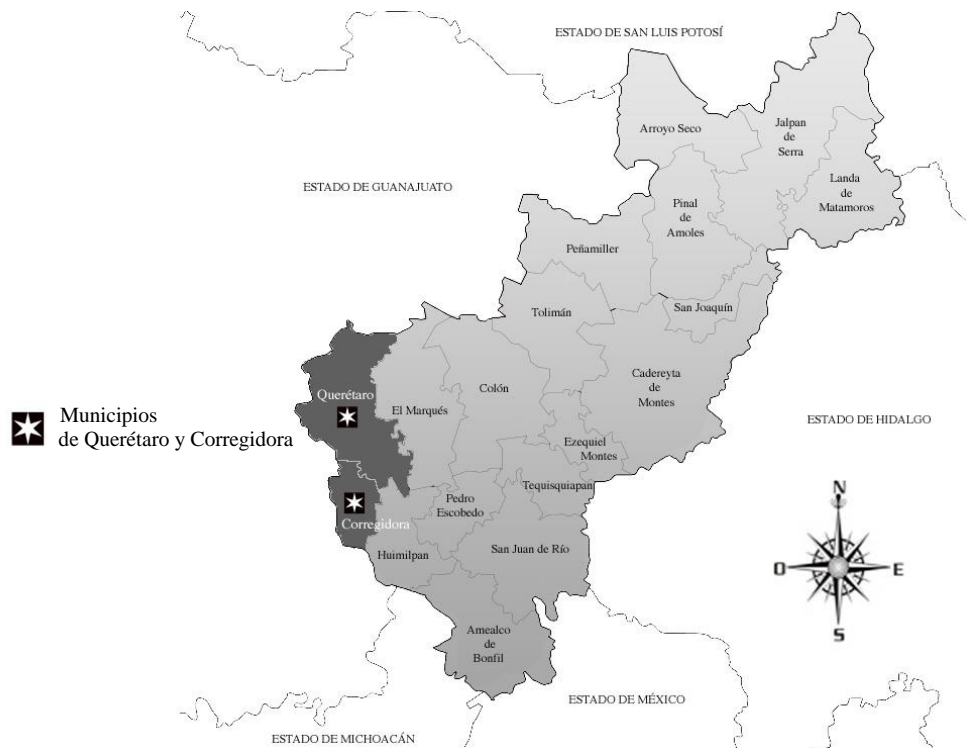 ESTADO DE SAN LUIS POTOSÍ
Arroyo Seco
Jalpan
de
Serra
Landa
de
Matamoros
ESTADO DE GUANAJUATO
Pinal
de
Amoles
Peñamiller
San Joaquín
Tolimán
Cadereyta
de
Montes
Querétaro
El Marqués
Colón
Municipios
de Querétaro y Corregidora
ESTADO DE HIDALGO
Ezequiel
Montes
Tequisquiapan
Pedro
Escobedo
Corregidora
Huimilpan
San Juan de Río
N
O
E
S
Amealco
de
Bonfil
ESTADO DE MÉXICO
ESTADO DE MICHOACÁN